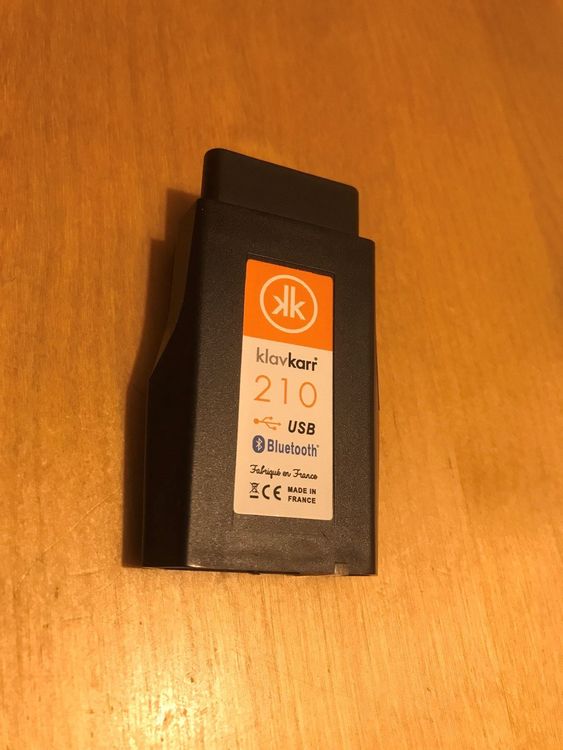 kk
klavkarr
210
USB
Bluetooth
Fabriqué en France
CE MADE IN
FRANCE